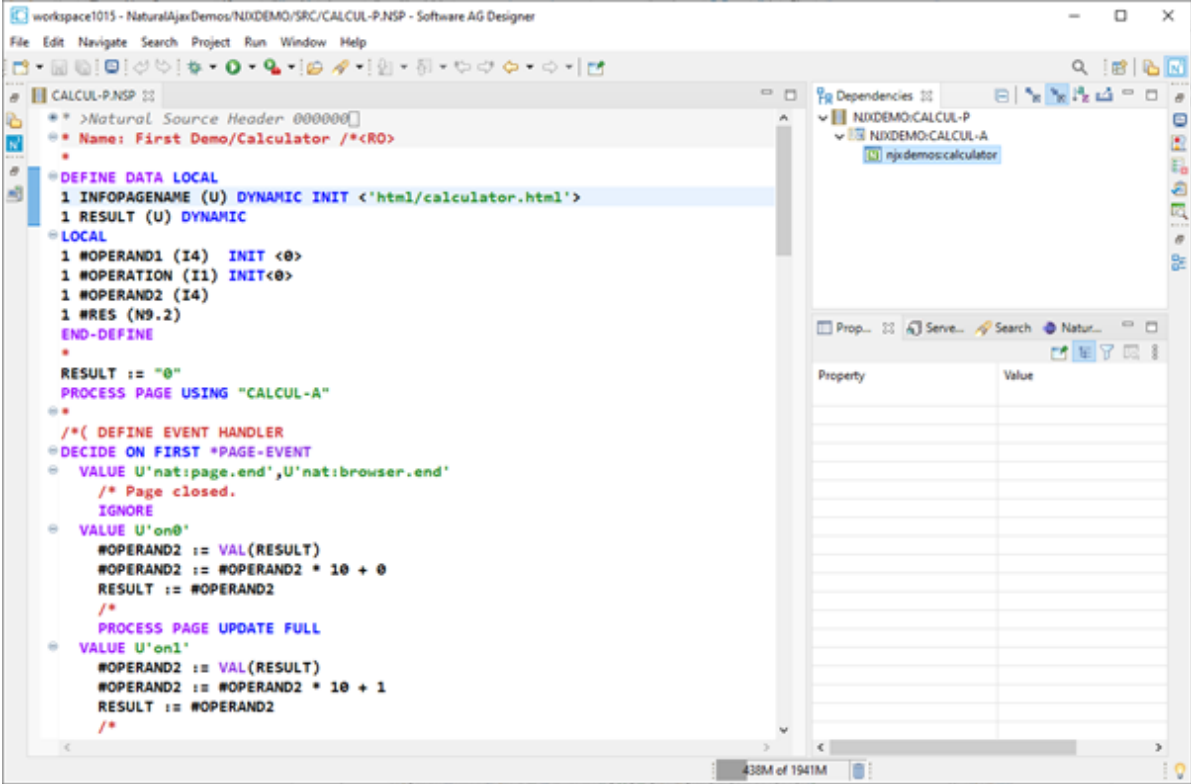 workspace1015 - NaturalAjaxDemos/NJXDEMO/SRC/CALCUL-P.NSP - Software AG Designer
File Edit Navigate Search Project Run Window Help
CALCUL-P.NSP
* >Natural Source Header 000000
* Name: First Demo/Calculator /*<RO>
*
DEFINE DATA LOCAL
1 INFOPAGENAME (U) DYNAMIC INIT <'html/calculator.html'>
1 RESULT (U) DYNAMIC
LOCAL
1 #OPERAND1 (I4)  INIT <0>
1 #OPERATION (I1) INIT<0>
1 #OPERAND2 (I4)
1 #RES (N9.2)
END-DEFINE
*
RESULT := "0"
PROCESS PAGE USING "CALCUL-A"
*
/*( DEFINE EVENT HANDLER
DECIDE ON FIRST *PAGE-EVENT
VALUE U'nat:page.end',U'nat:browser.end'
/* Page closed.
IGNORE
VALUE U'on0'
#OPERAND2 := VAL(RESULT)
#OPERAND2 := #OPERAND2 * 10 + 0
RESULT := #OPERAND2
/*
PROCESS PAGE UPDATE FULL
VALUE U'on1'
#OPERAND2 := VAL(RESULT)
#OPERAND2 := #OPERAND2 * 10 + 1
RESULT := #OPERAND2
/*
Dependencies
NJXDEMO:CALCUL-P
NJXDEMO:CALCUL-A
njxdemos:calculator
Prop... Serve... Search Natur...
Property Value
438M of 1941M